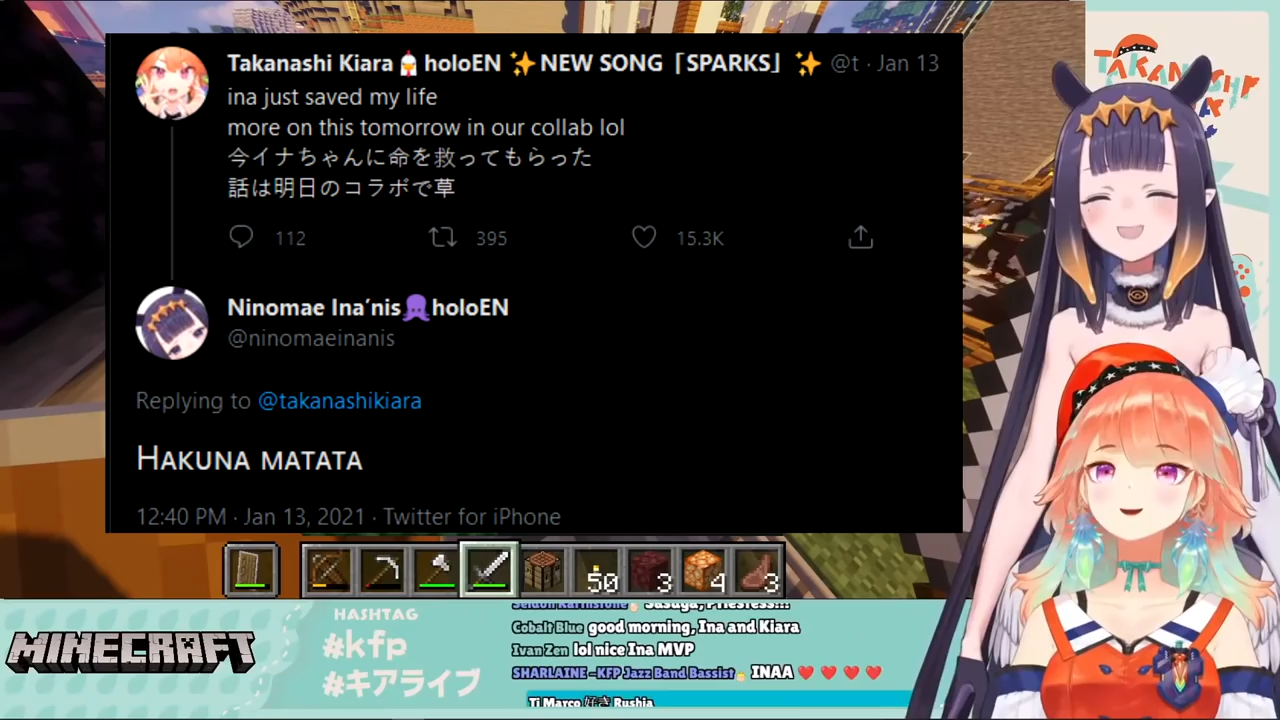 Takanashi Kiara holoEN ✨ NEW SONG「SPARKS」✨ @t · Jan 13
ina just saved my life
more on this tomorrow in our collab lol
今イナちゃんに命を救ってもらった
話は明日のコラボで草
112 395 15.3K
Ninomae Ina'nis🐙holoEN
@ninomaeinanis
Replying to @takanashikiara
HAKUNA MATATA
12:40 PM · Jan 13, 2021 · Twitter for iPhone
50 3 4 3
MINECRAFT
HASHTAG
#kfp
#キアライブ
Cobalt Blue good morning, Ina and Kiara
Ivan Zen lol nice Ina MVP
SHARLAINE -KFP Jazz Band Bassist INAA ❤️ ❤️ ❤️ ❤️
Ti Marco 好き Rushia